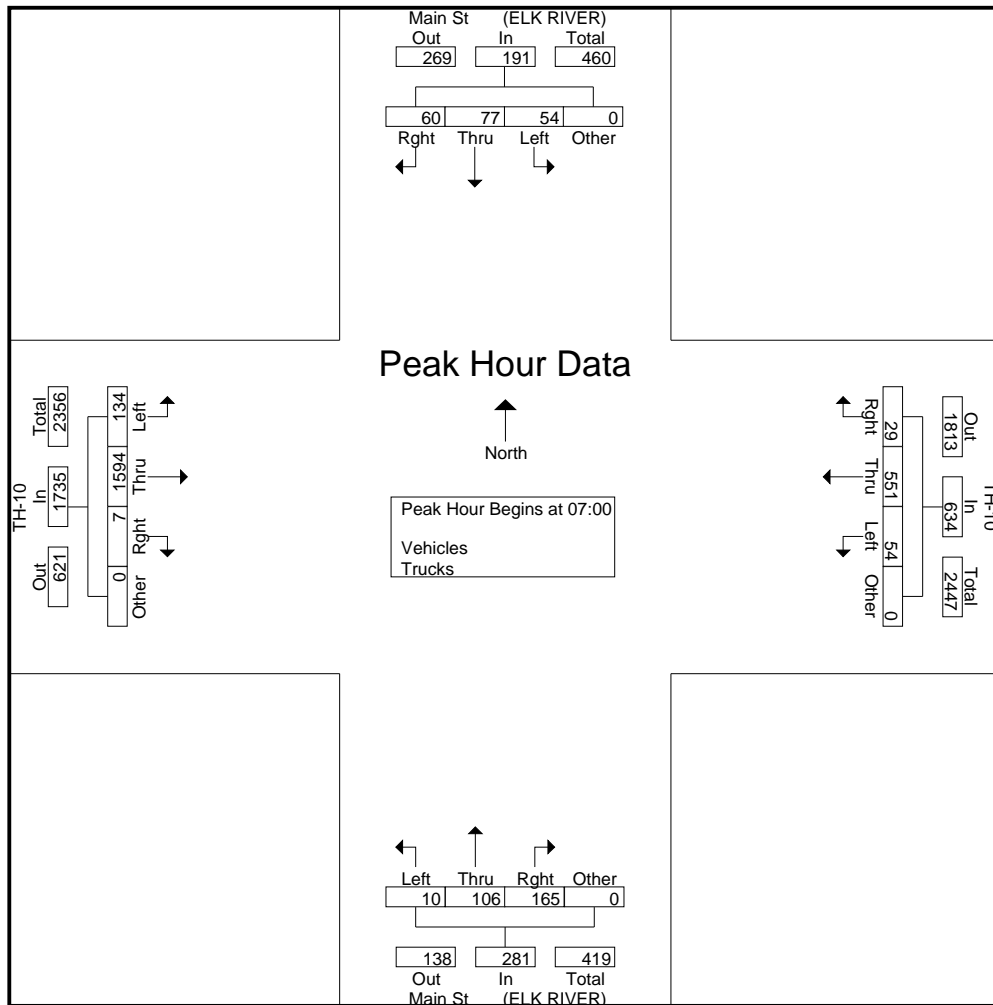 Main St (ELK RIVER)
Out In Total
269 191 460
60 77 54 0
Rght Thru Left Other
Peak Hour Data
North
Peak Hour Begins at 07:00
Vehicles
Trucks
TH-10
Total In Out
2356 1735 621
134 1594 7 0
Left Thru Rght Other
Rght Thru Left Other
29 551 54 0
1813 634 2447
Out In Total
TH-10
Left Thru Rght Other
10 106 165 0
138 281 419
Out In Total
Main St (ELK RIVER)